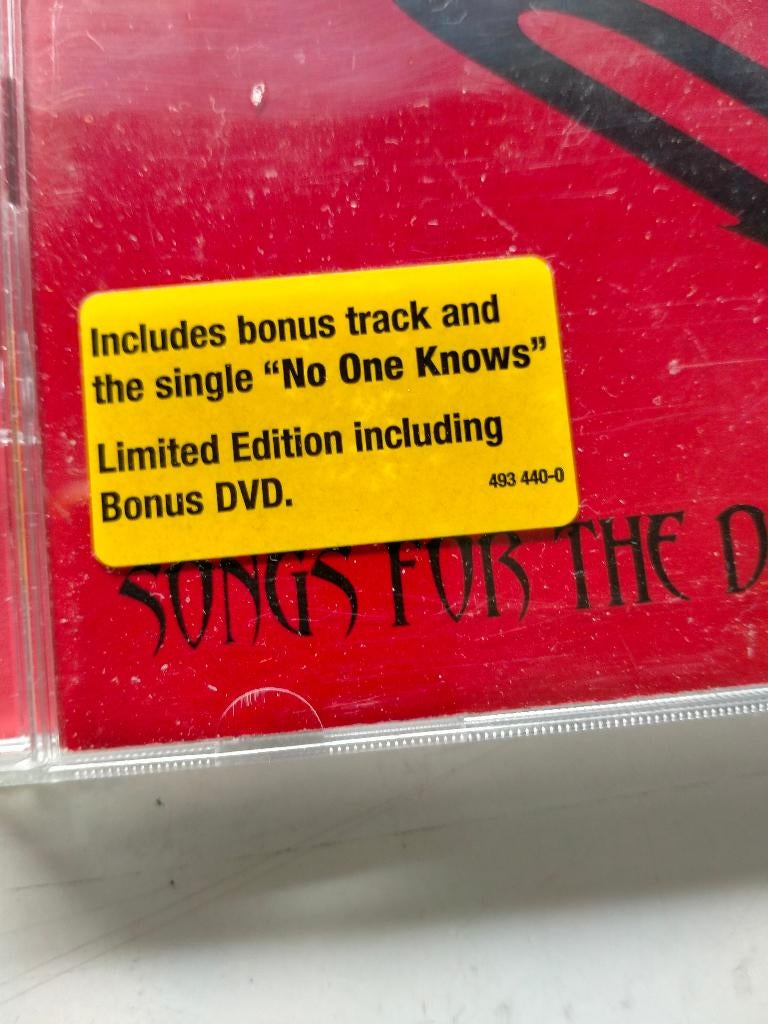 Includes bonus track and
the single “No One Knows”
Limited Edition including
Bonus DVD.
493 440-0
SONGS FOR THE D